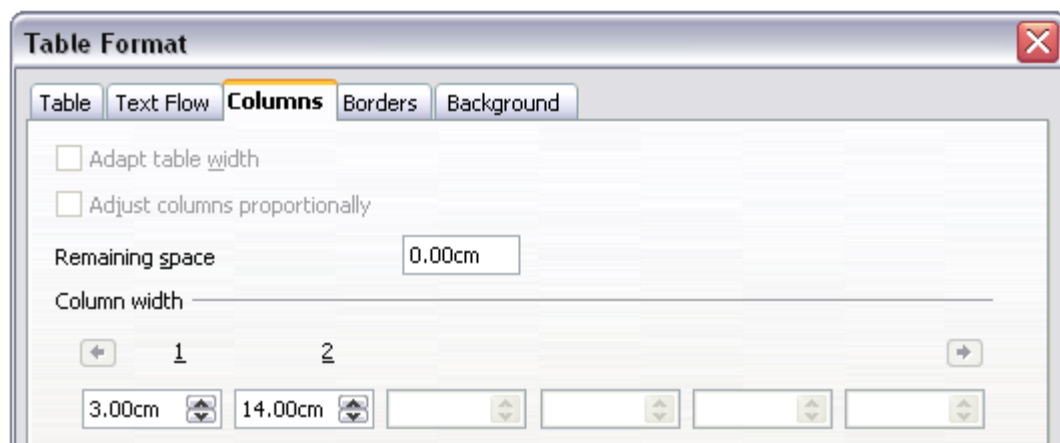 Table Format
Table Text Flow Columns Borders Background
Adapt table width
Adjust columns proportionally
Remaining space 0.00cm
Column width
1 2
3.00cm 14.00cm